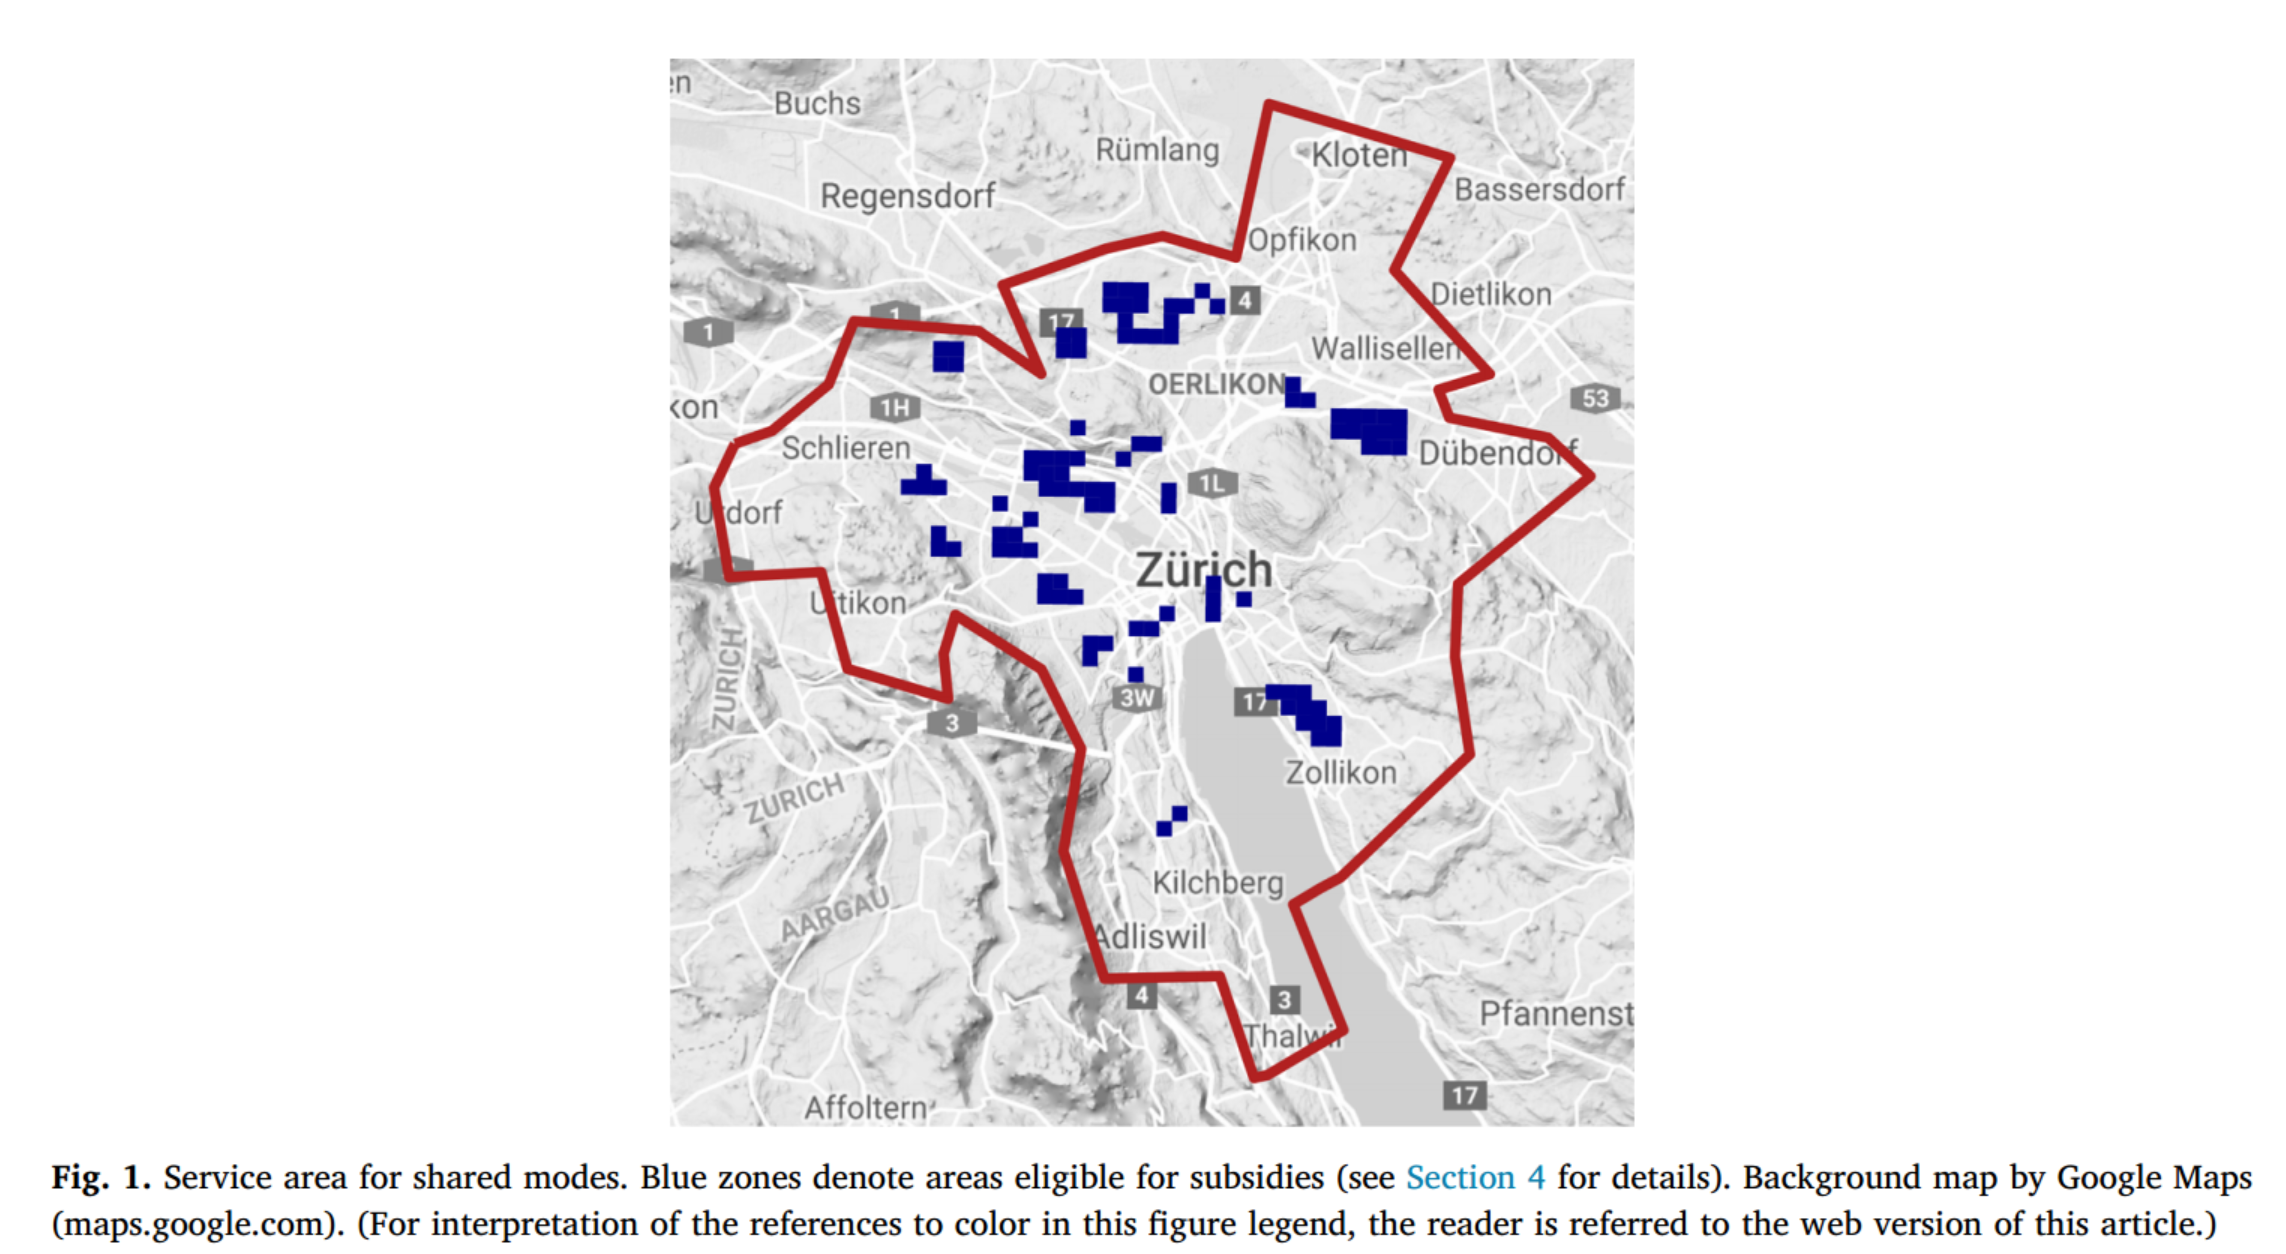 en
Buchs
Rümlang
Kloten
Bassersdorf
Regensdorf
Opfikon
Dietlikon
4
1
17
1
Wallisellen
OERLIKON
53
kon
1H
Schlieren
Dübendorf
1L
Urdorf
Zürich
Uitikon
ZURICH
3W
17
3
Zollikon
ZURICH
Kilchberg
AARGAU
Adliswil
4
3
Pfannenst
Thalwil
17
Affoltern
Fig. 1. Service area for shared modes. Blue zones denote areas eligible for subsidies (see Section 4 for details). Background map by Google Maps
(maps.google.com). (For interpretation of the references to color in this figure legend, the reader is referred to the web version of this article.)